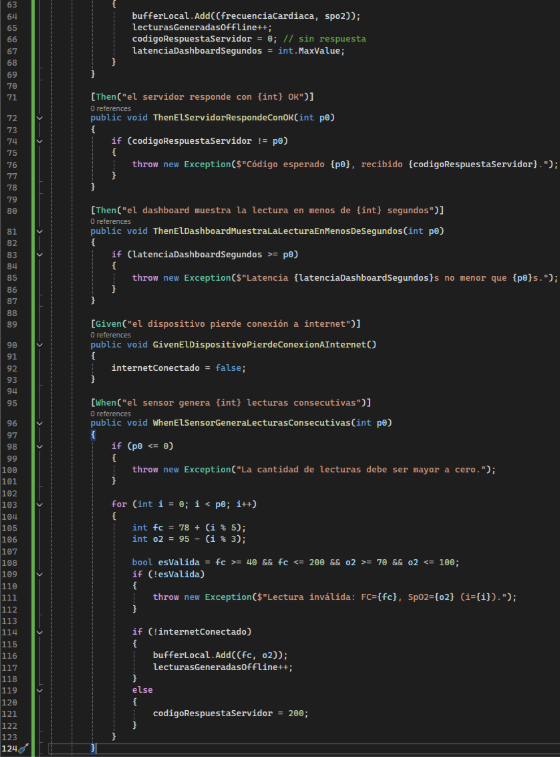 63 {
64 bufferLocal.Add((frecuenciaCardiaca, spo2));
65 lecturasGeneradasOffline++;
66 codigoRespuestaServidor = 0; // sin respuesta
67 latenciaDashboardSegundos = int.MaxValue;
68 }
69 }
70
71 [Then("el servidor responde con {int} OK")]
0 references
72 public void ThenElServidorRespondeConOK(int p0)
73 {
74 if (codigoRespuestaServidor != p0)
75 {
76 throw new Exception($"Código esperado {p0}, recibido {codigoRespuestaServidor}.");
77 }
78 }
79
80 [Then("el dashboard muestra la lectura en menos de {int} segundos")]
0 references
81 public void ThenElDashboardMuestraLaLecturaEnMenosDeSegundos(int p0)
82 {
83 if (latenciaDashboardSegundos >= p0)
84 {
85 throw new Exception($"Latencia {latenciaDashboardSegundos}s no menor que {p0}s.");
86 }
87 }
88
89 [Given("el dispositivo pierde conexión a internet")]
0 references
90 public void GivenElDispositivoPierdeConexionAInternet()
91 {
92 internetConectado = false;
93 }
94
95 [When("el sensor genera {int} lecturas consecutivas")]
0 references
96 public void WhenElSensorGeneraLecturasConsecutivas(int p0)
97 {
98 if (p0 <= 0)
99 {
100 throw new Exception("La cantidad de lecturas debe ser mayor a cero.");
101 }
102
103 for (int i = 0; i < p0; i++)
104 {
105 int fc = 78 + (i % 5);
106 int o2 = 95 - (i % 3);
107
108 bool esValida = fc >= 40 && fc <= 200 && o2 >= 70 && o2 <= 100;
109 if (!esValida)
110 {
111 throw new Exception($"Lectura inválida: FC={fc}, SpO2={o2} (i={i}).");
112 }
113
114 if (!internetConectado)
115 {
116 bufferLocal.Add((fc, o2));
117 lecturasGeneradasOffline++;
118 }
119 else
120 {
121 codigoRespuestaServidor = 200;
122 }
123 }
124 }